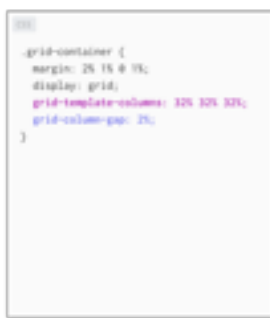 css
.grid-container {
margin: 2% 1% 0 1%;
display: grid;
grid-template-columns: 32% 32% 32%;
grid-column-gap: 2%;
}